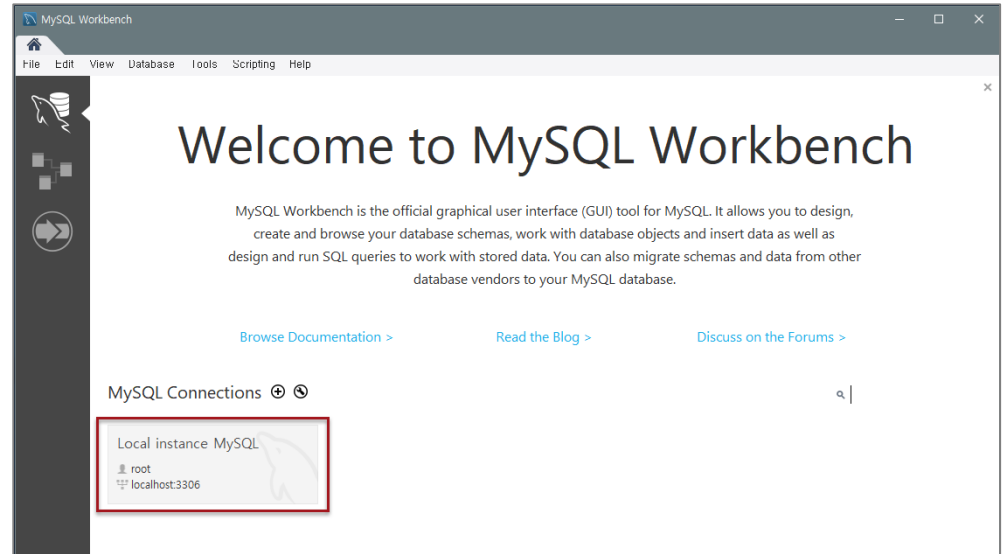 MySQL Workbench
File Edit View Database Tools Scripting Help
Welcome to MySQL Workbench
MySQL Workbench is the official graphical user interface (GUI) tool for MySQL. It allows you to design,
create and browse your database schemas, work with database objects and insert data as well as
design and run SQL queries to work with stored data. You can also migrate schemas and data from other
database vendors to your MySQL database.
Browse Documentation > Read the Blog > Discuss on the Forums >
MySQL Connections
Local instance MySQL
root
localhost:3306